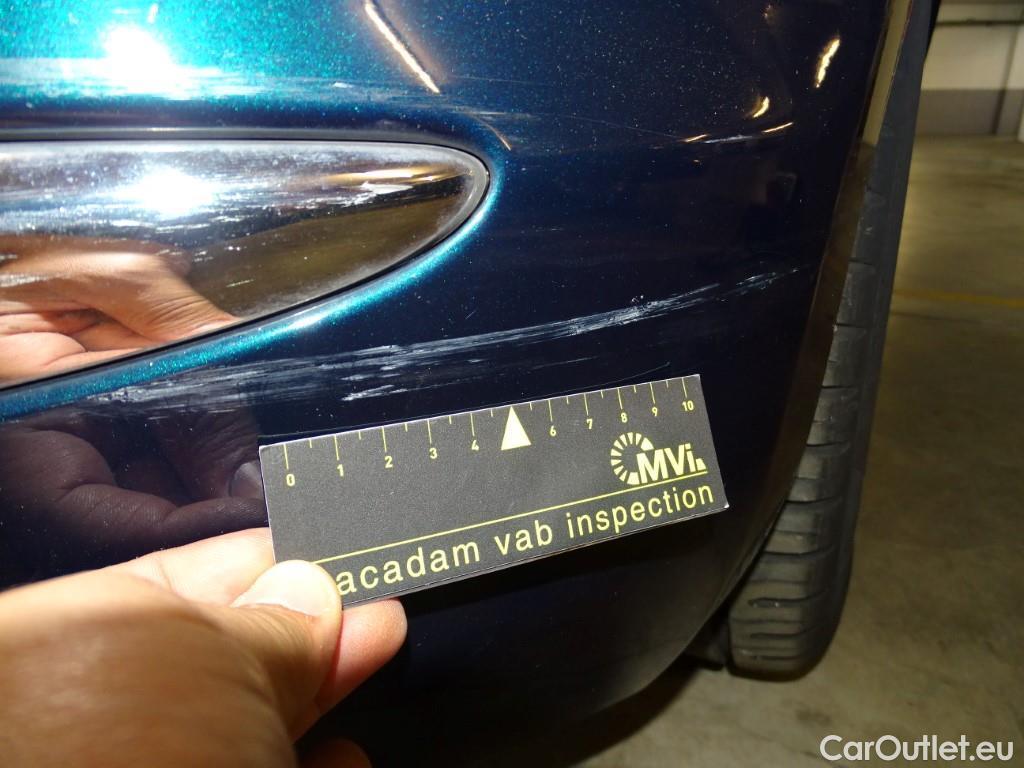 0 1 2 3 4 6 7 8 9 10
MVi.
acadam vab inspection
CarOutlet.eu